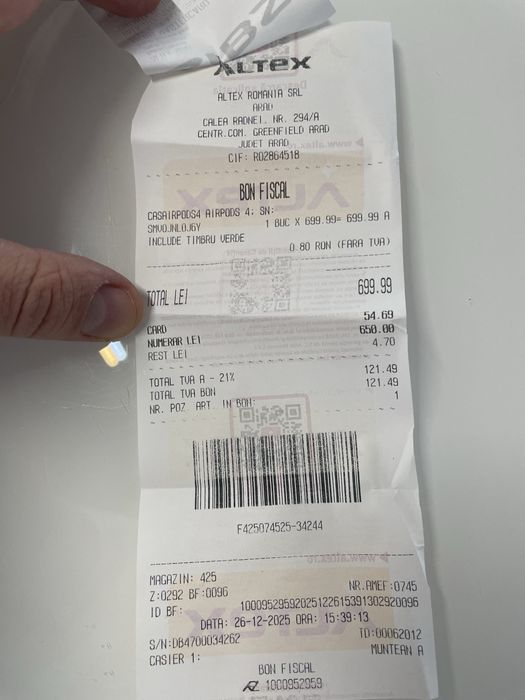 ALTEX
ALTEX ROMANIA SRL
ARAD
CALEA RADNEI, NR. 294/A
CENTR.COM. GREENFIELD ARAD
JUDET ARAD
CIF: RO2864518
BON FISCAL
CASAIRPODS4 AIRPODS 4; SN:
SMVOJNLOJ6Y 1 BUC X 699.99= 699.99 A
INCLUDE TIMBRU VERDE
0.80 RON (FARA TVA)
TOTAL LEI 699.99
CARD 54.69
NUMERAR LEI 650.00
REST LEI 4.70
TOTAL TVA A - 21% 121.49
TOTAL TVA BON 121.49
NR. POZ. ART. IN BON: 1
F425074525-34244
MAGAZIN: 425
Z:0292 BF:0096 NR.AMEF:0745
ID BF: 10009529592025122615391302920096
DATA: 26-12-2025 ORA: 15:39:13
S/N:DB4700034262 TD:00062012
CASIER 1: MUNTEAN A
BON FISCAL
AZ 1000952959